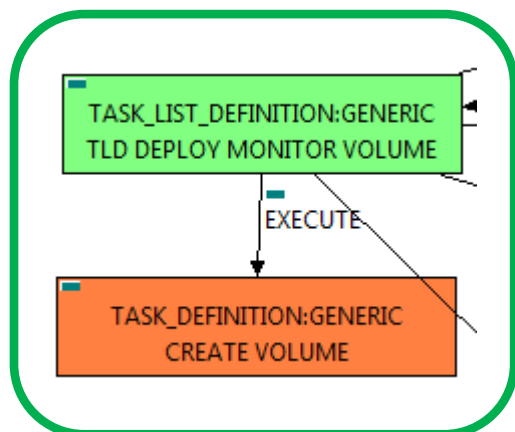 TASK_LIST_DEFINITION:GENERIC
TLD DEPLOY MONITOR VOLUME
EXECUTE
TASK_DEFINITION:GENERIC
CREATE VOLUME